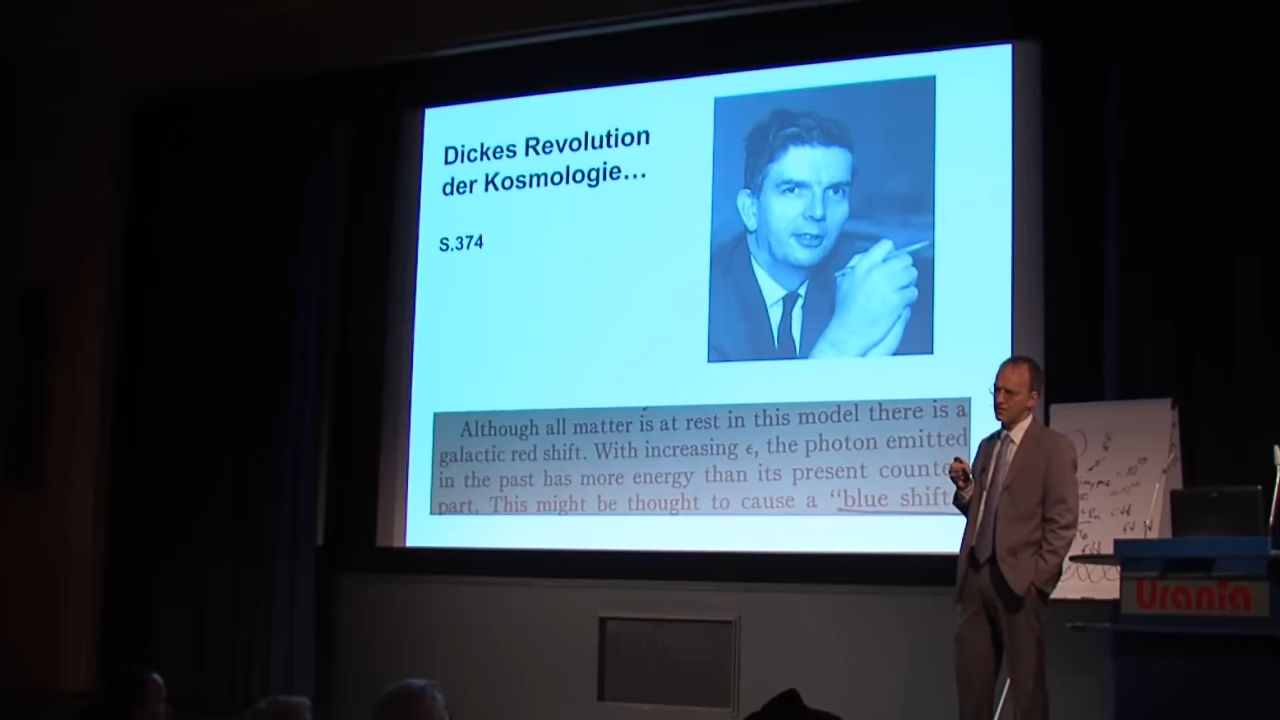 Dickes Revolution
der Kosmologie...
S.374
Although all matter is at rest in this model there is a
galactic red shift. With increasing ϵ, the photon emitted
in the past has more energy than its present
part. This might be thought to cause a "blue shift
Urania